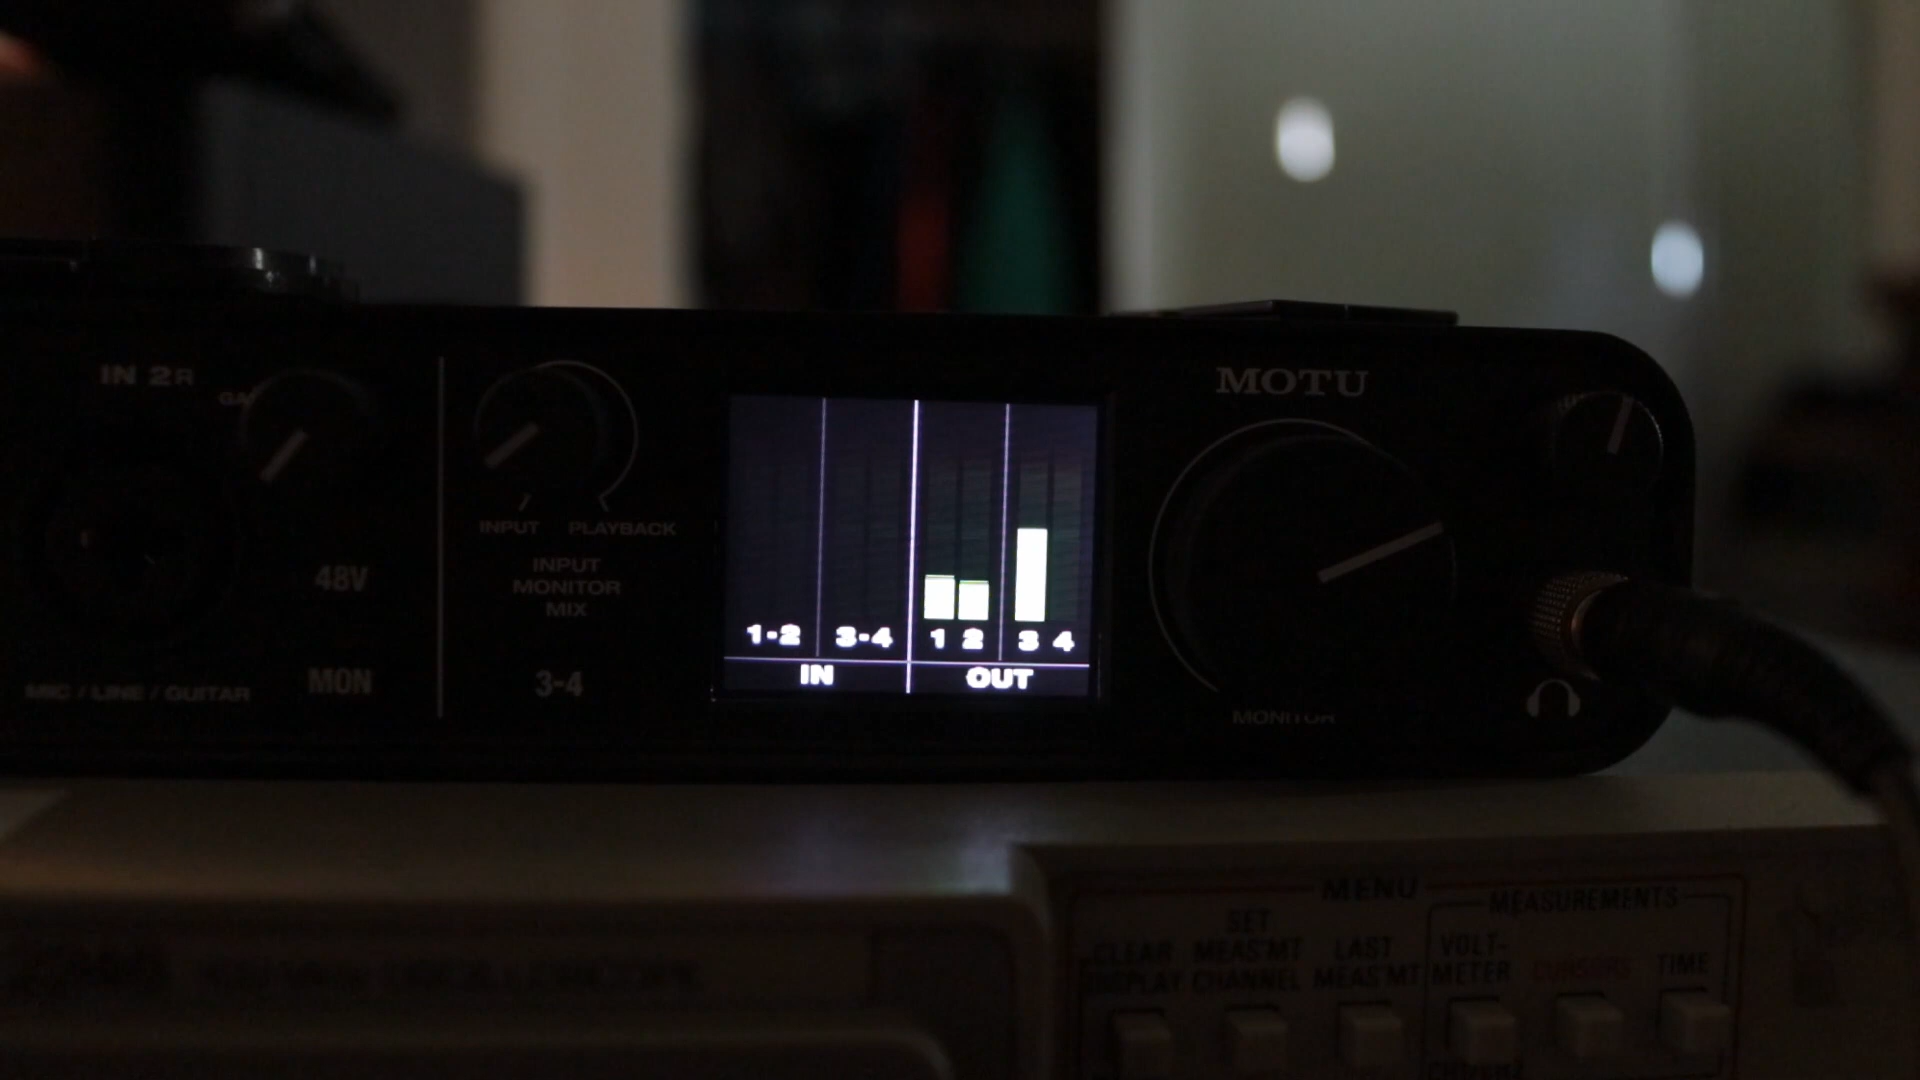 IN 2
48V
MON
MIC / LINE / GUITAR
INPUT PLAYBACK
INPUT
MONITOR
MIX
3-4
1-2 3-4 1 2 3 4
IN OUT
MOTU
MONITOR
MENU
MEASUREMENTS
CLEAR
DISPLAY
SET
MEAS'MT
CHANNEL
LAST
MEAS'MT
VOLT-
METER
CURSORS
TIME